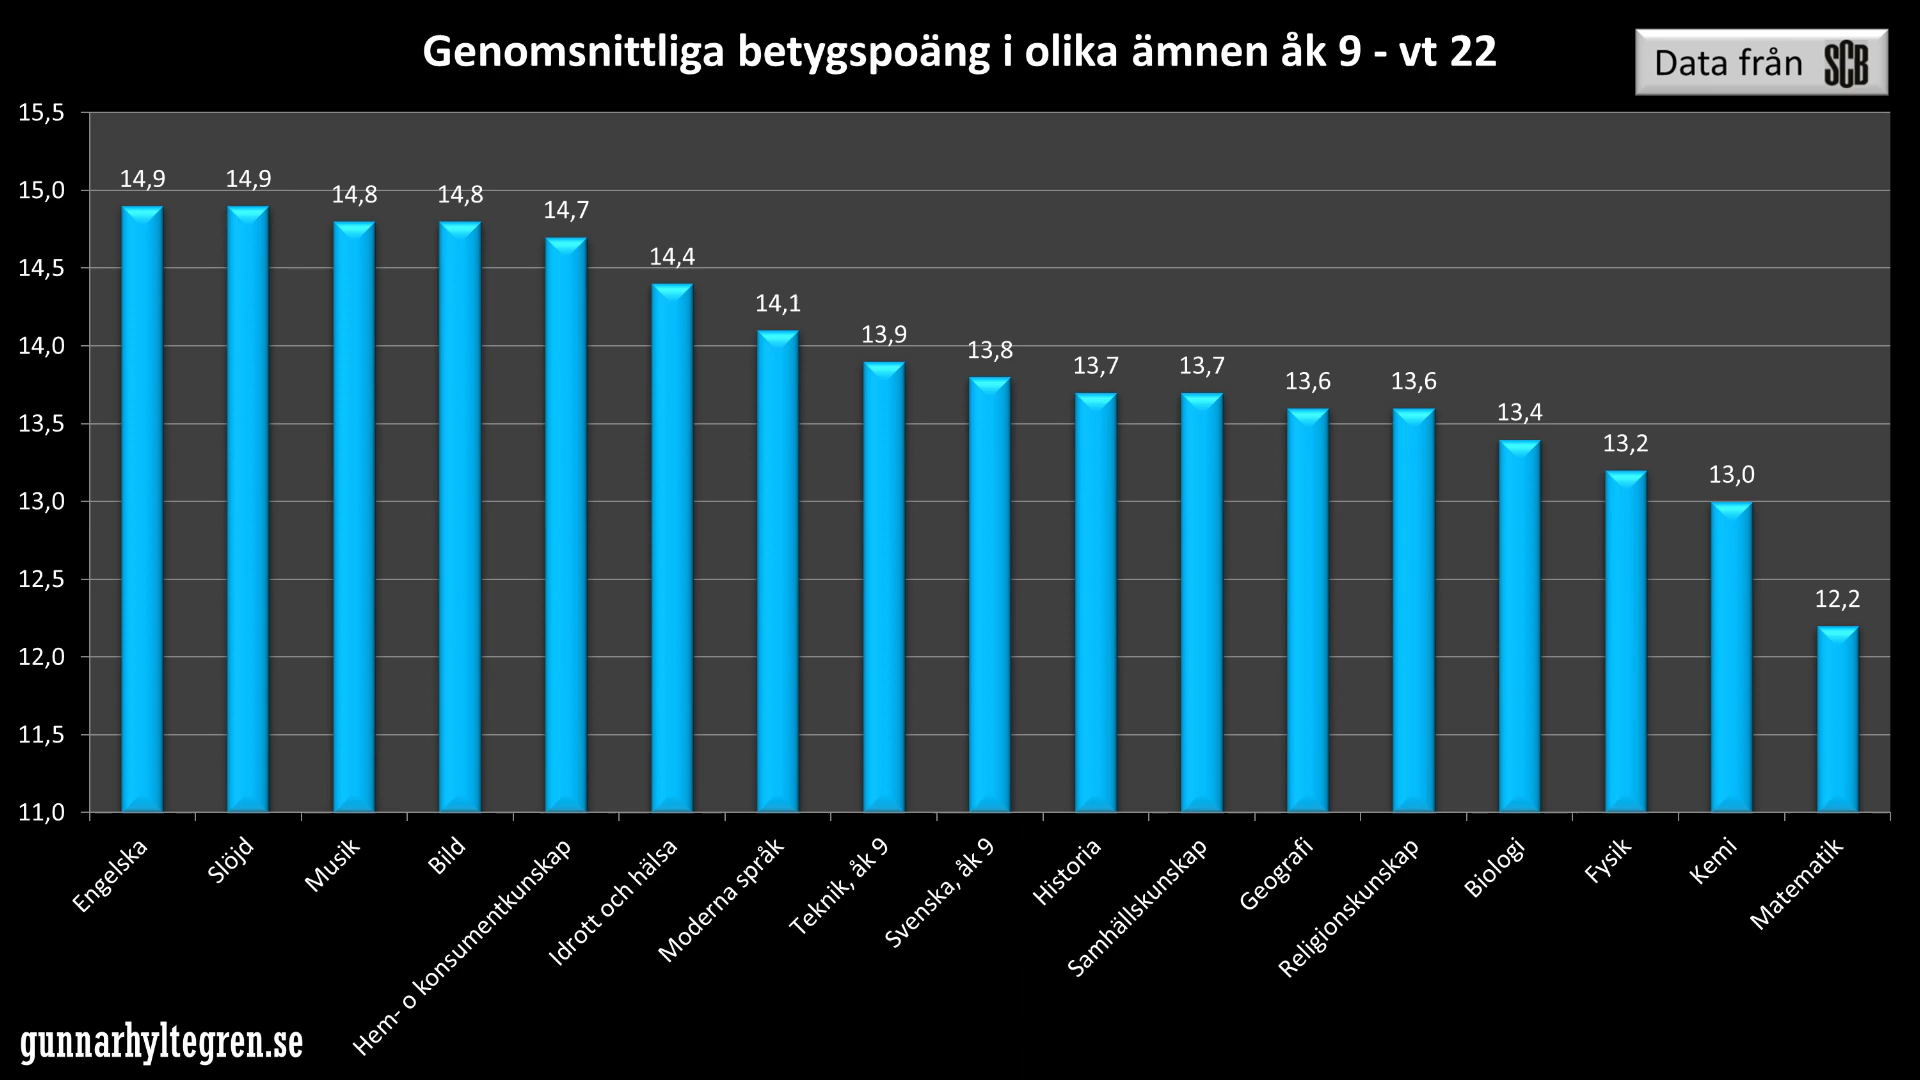 Genomsnittliga betygspoäng i olika ämnen åk 9 - vt 22
Data från SCB
15,5
15,0
14,5
14,0
13,5
13,0
12,5
12,0
11,5
11,0
14,9
14,9
14,8
14,8
14,7
14,4
14,1
13,9
13,8
13,7
13,7
13,6
13,6
13,4
13,2
13,0
12,2
Engelska
Slöjd
Musik
Bild
Hem- o konsumentkunskap
Idrott och hälsa
Moderna språk
Teknik, åk 9
Svenska, åk 9
Historia
Samhällskunskap
Geografi
Religionskunskap
Biologi
Fysik
Kemi
Matematik
gunnarhyltegren.se